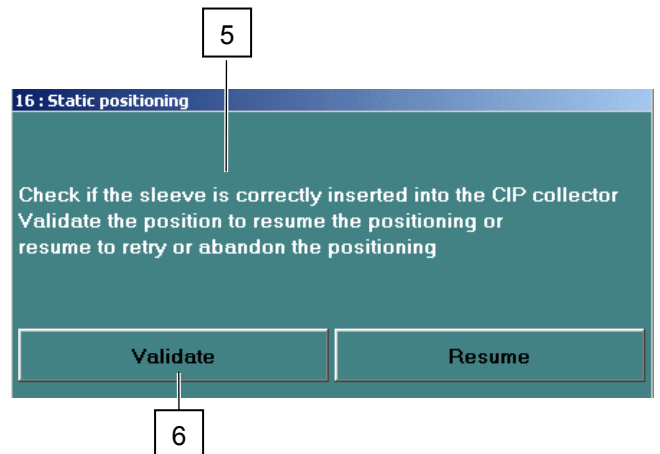 5
16 : Static positioning
Check if the sleeve is correctly inserted into the CIP collector
Validate the position to resume the positioning or
resume to retry or abandon the positioning
Validate
Resume
6